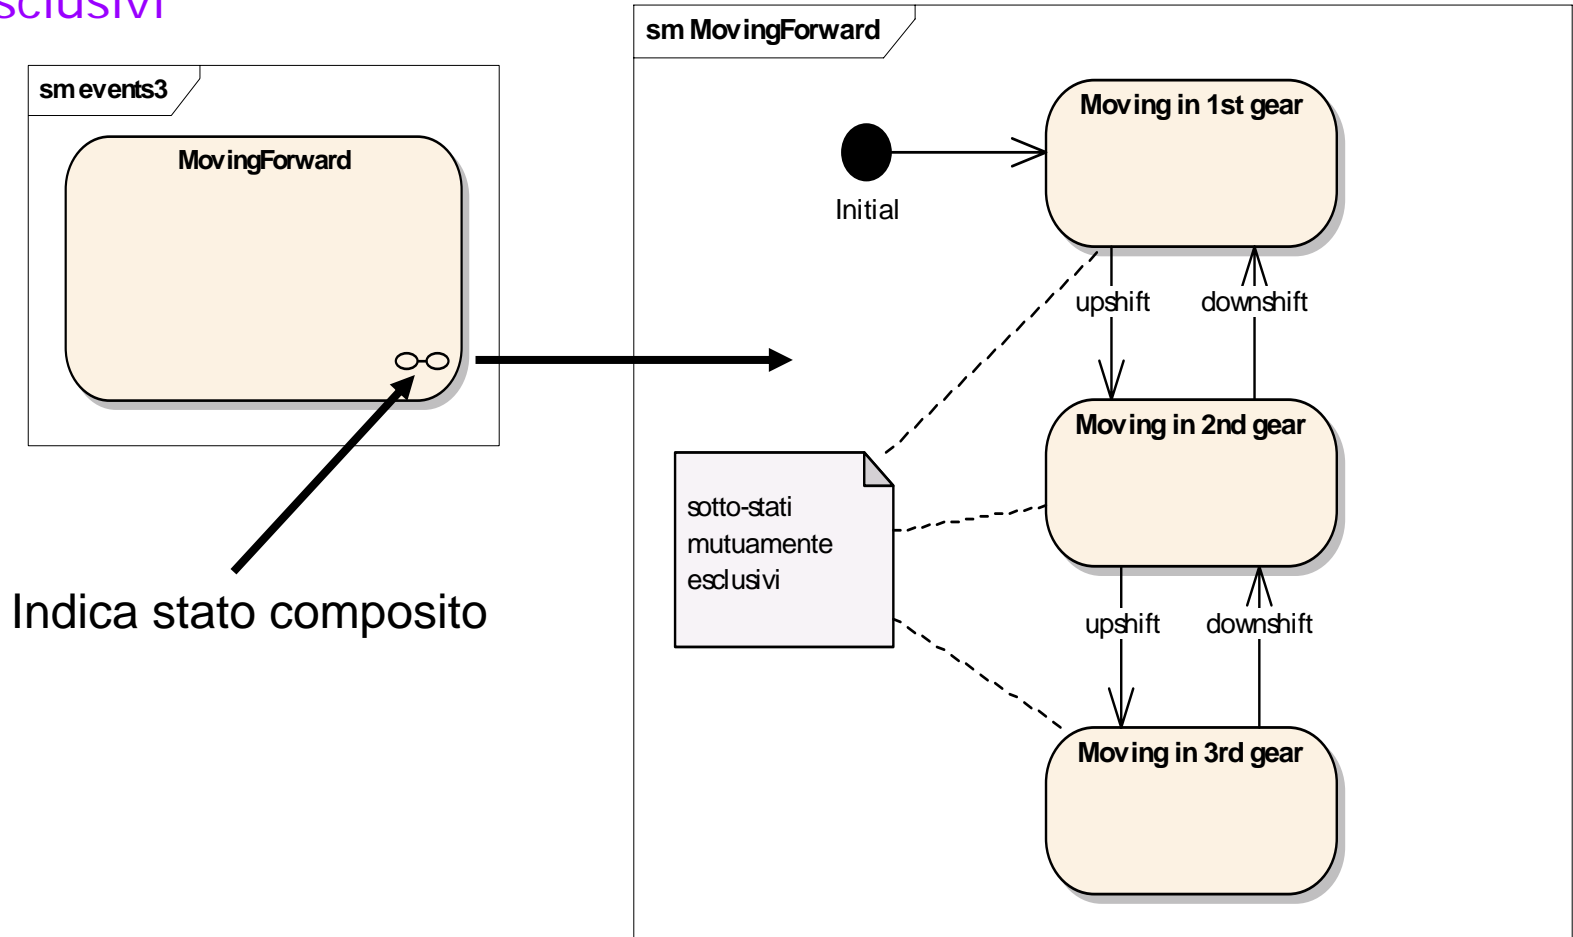 sclusivi
sm events3
MovingForward
Indica stato composito
sm MovingForward
Initial
Moving in 1st gear
upshift
downshift
Moving in 2nd gear
sotto-stati
mutuamente
esclusivi
upshift
downshift
Moving in 3rd gear